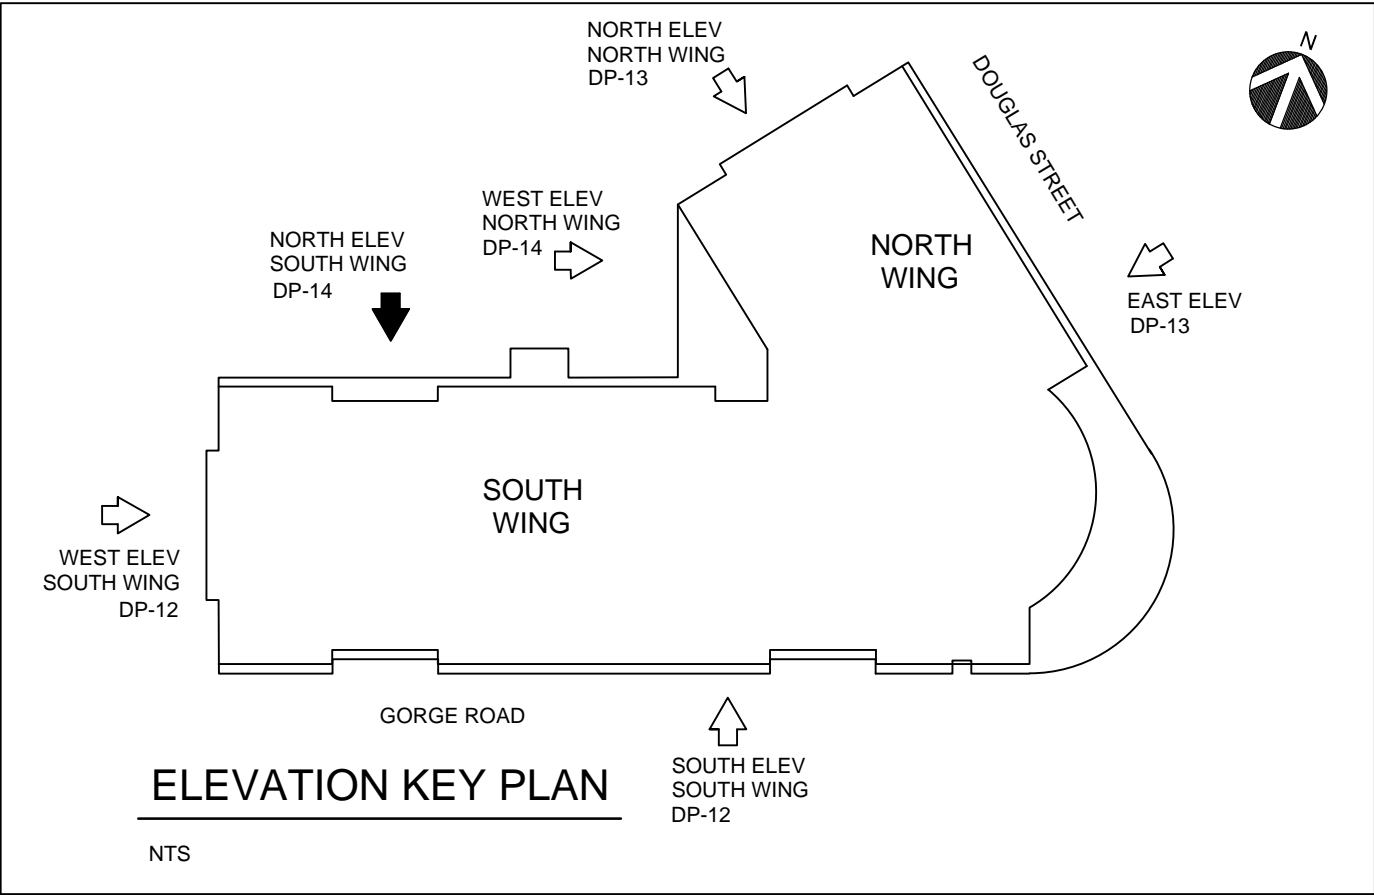 NORTH ELEV
NORTH WING
DP-13
N
DOUGLAS STREET
WEST ELEV
NORTH WING
DP-14
NORTH ELEV
SOUTH WING
DP-14
NORTH
WING
EAST ELEV
DP-13
SOUTH
WING
WEST ELEV
SOUTH WING
DP-12
GORGE ROAD
SOUTH ELEV
SOUTH WING
DP-12
ELEVATION KEY PLAN
NTS